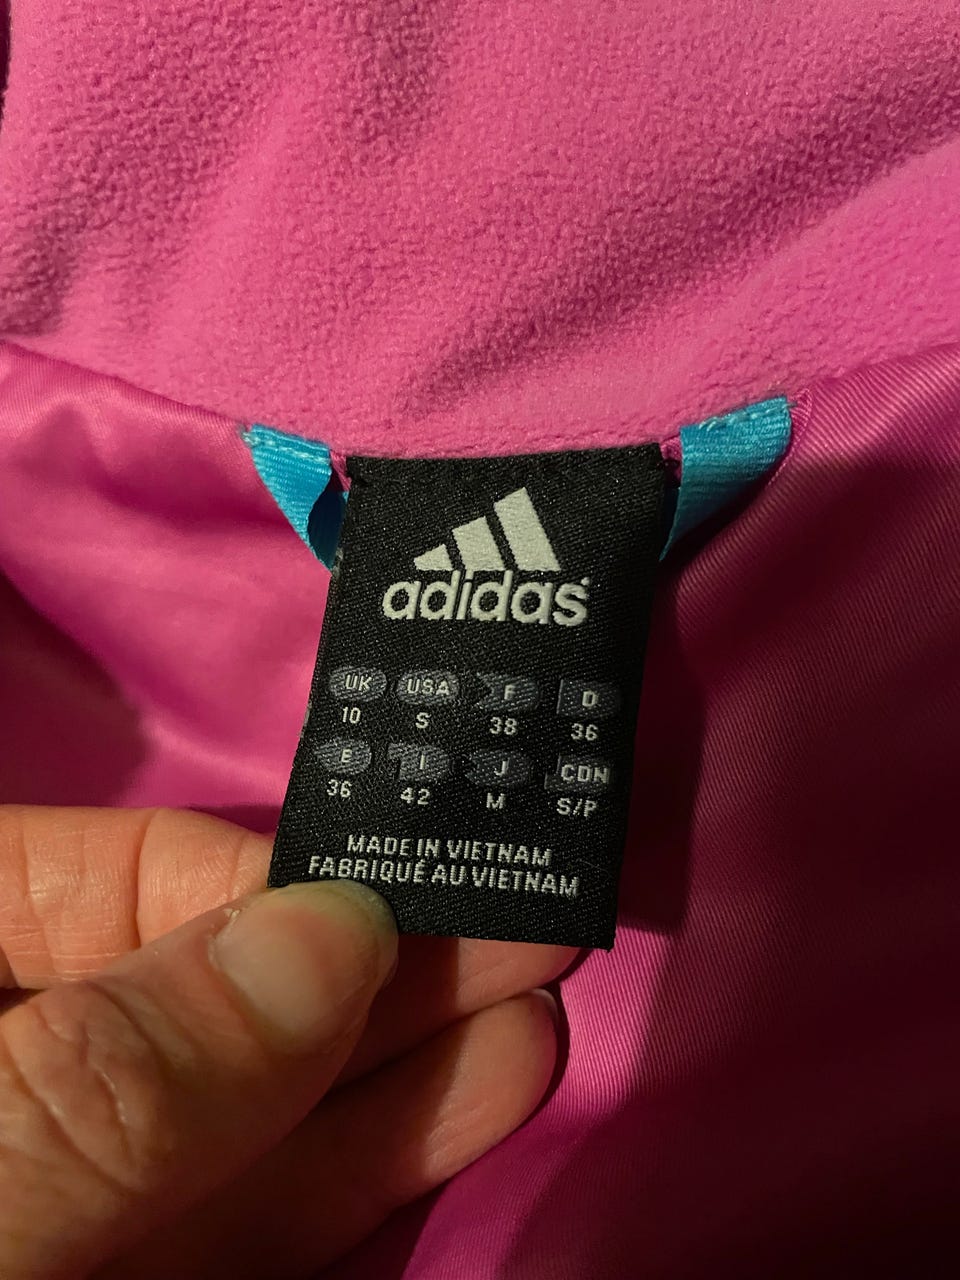 adidas
UK USA F D
10 S 38 36
E I J CDN
36 42 M S/P
MADE IN VIETNAM
FABRIQUÉ AU VIETNAM